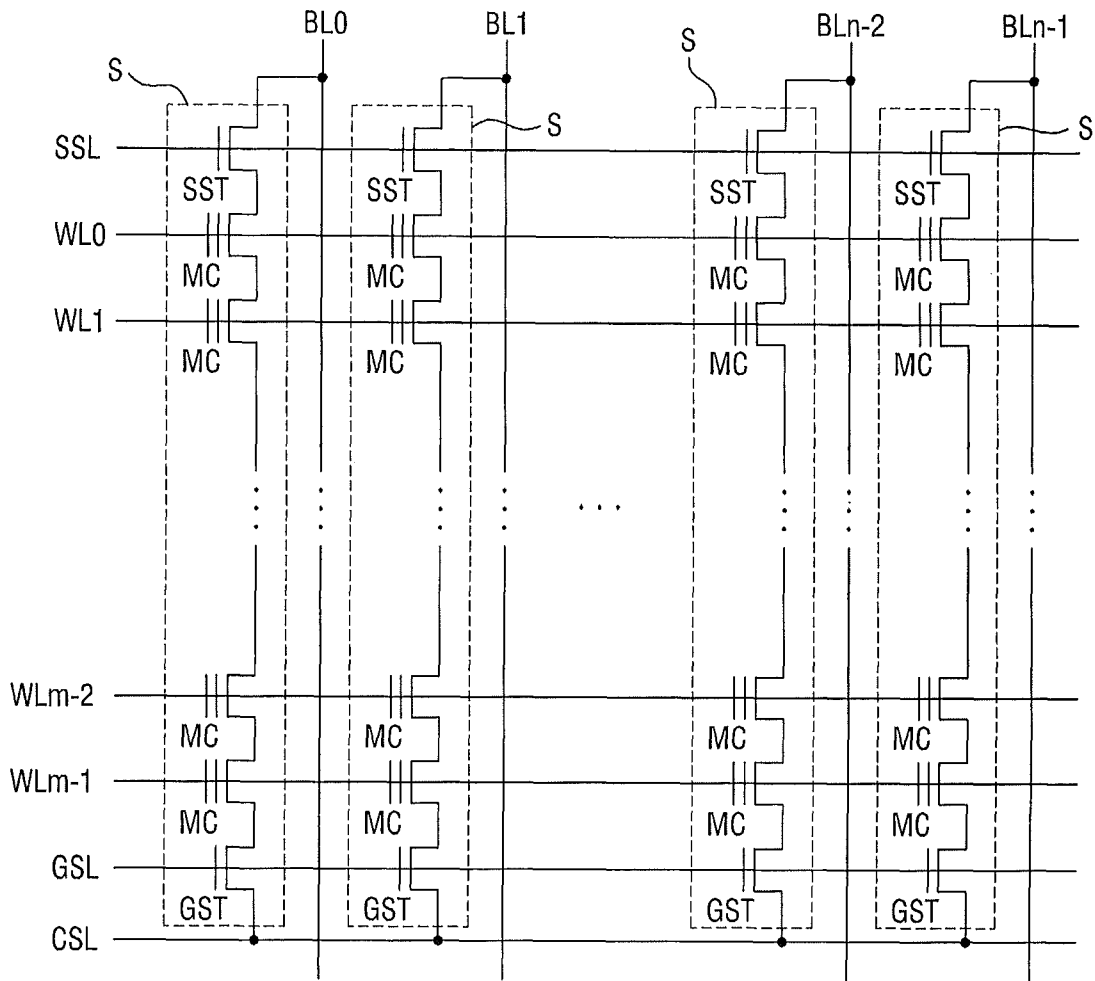 BL0 BL1 BLn-2 BLn-1
S S
S S
SSL
SST SST SST SST
WL0
MC MC MC MC
WL1
MC MC MC MC
WLm-2
MC MC MC MC
WLm-1
MC MC MC MC
GSL
GST GST GST GST
CSL